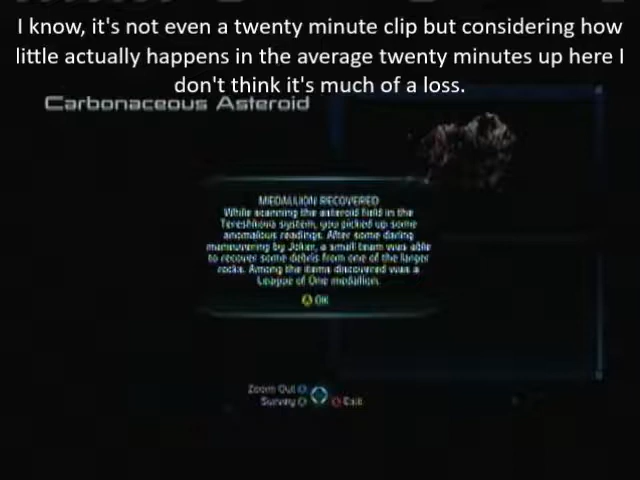 I know, it's not even a twenty minute clip but considering how
little actually happens in the average twenty minutes up here I
don't think it's much of a loss.
Carbonaceous Asteroid
MEDALLION RECOVERED
While scanning the asteroid field in the
Tereshkova system, you picked up some
anomalous readings. After some daring
maneuvering by Joker, a small team was able
to recover some debris from one of the larger
rocks. Among the items discovered was a
League of One medallion.
A OK
Zoom Out
Survey
Exit